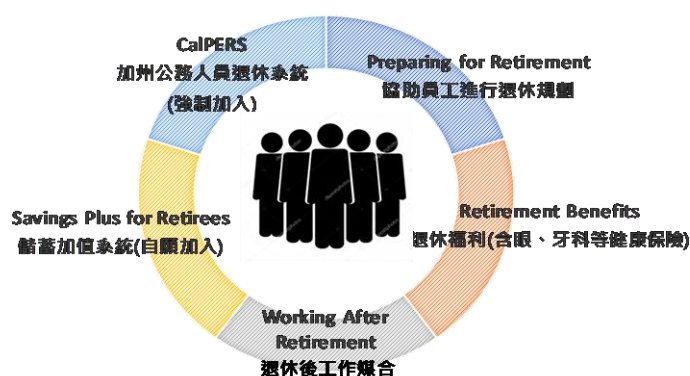 CalPERS
加州公務人員退休系統
(強制加入)
Preparing for Retirement
協助員工進行退休規劃
Savings Plus for Retirees
儲蓄加值系統(自願加入)
Retirement Benefits
退休福利(含眼、牙科等健康保險)
Working After
Retirement
退休後工作媒合